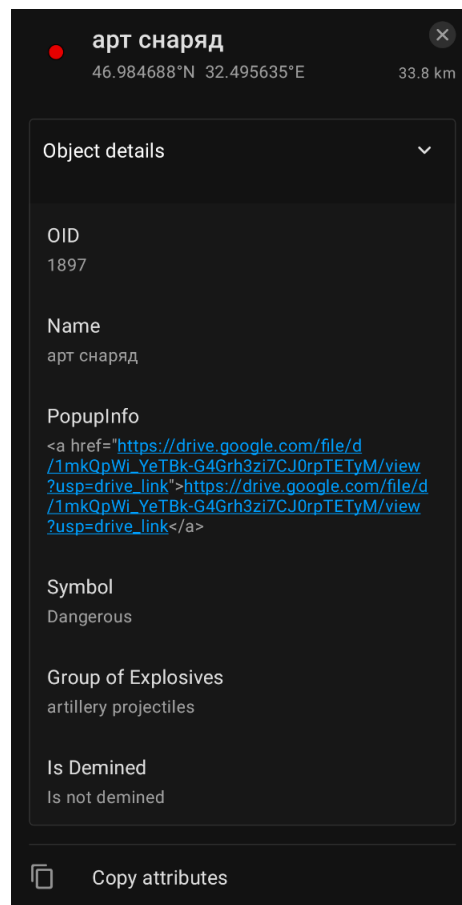 арт снаряд
46.984688°N 32.495635°E
33.8 km
Object details
OID
1897
Name
арт снаряд
PopupInfo
<a href="https://drive.google.com/file/d
/1mkQpWi_YeTBk-G4Grh3zi7CJ0rpTETyM/view
?usp=drive_link">https://drive.google.com/file/d
/1mkQpWi_YeTBk-G4Grh3zi7CJ0rpTETyM/view
?usp=drive_link</a>
Symbol
Dangerous
Group of Explosives
artillery projectiles
Is Demined
Is not demined
Copy attributes